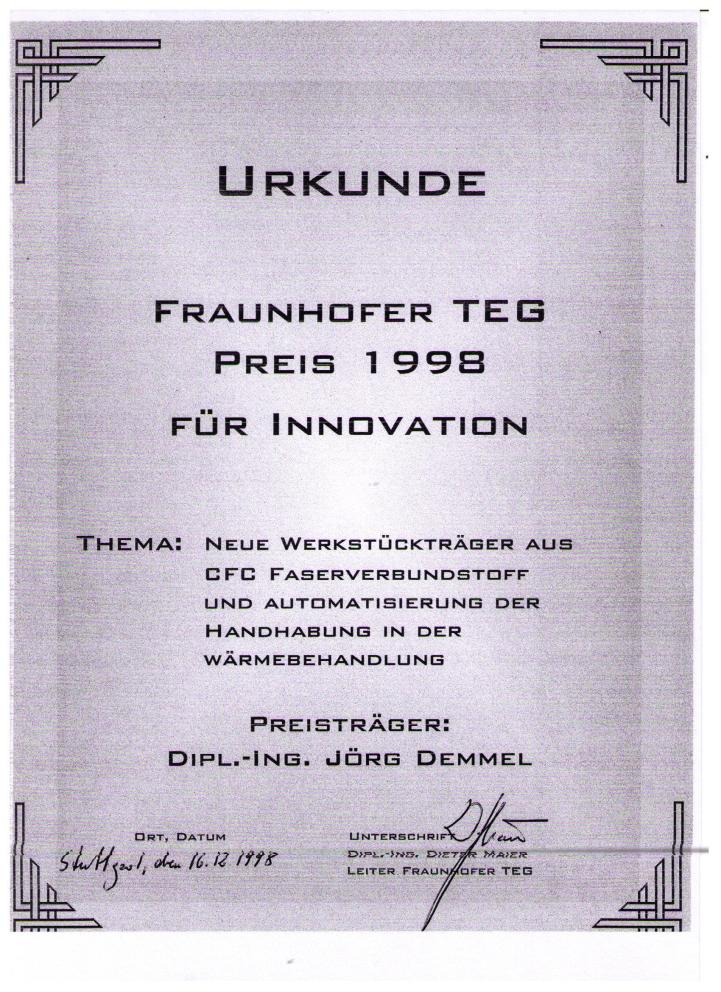 URKUNDE
FRAUNHOFER TEG
PREIS 1998
FÜR INNOVATION
THEMA: NEUE WERKSTÜCKTRÄGER AUS
CFC FASERVERBUNDSTOFF
UND AUTOMATISIERUNG DER
HANDHABUNG IN DER
WÄRMEBEHANDLUNG
PREISTRÄGER:
DIPL.-ING. JÖRG DEMMEL
ORT, DATUM
Stuttgart, den 16.12.1998
UNTERSCHRIFT
DIPL.-ING. DIETER MAIER
LEITER FRAUNHOFER TEG